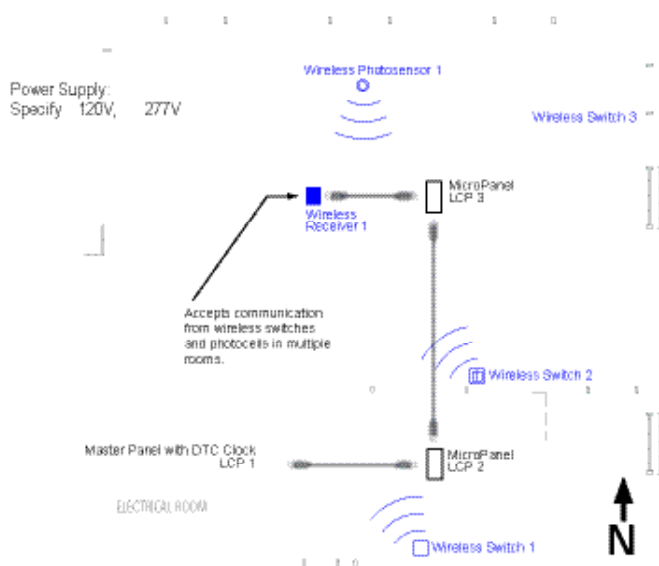 Wireless Photosensor 1
Power Supply:
Specify 120V, 277V
Wireless Switch 3
MicroPanel
LCP 3
Wireless
Receiver 1
Accepts communication
from wireless switches
and photocells in multiple
rooms.
Wireless Switch 2
Master Panel with DTC Clock
LCP 1
MicroPanel
LCP 2
ELECTRICAL ROOM
Wireless Switch 1
N